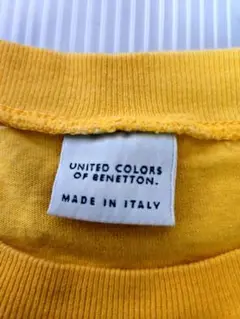 UNITED COLORS
OF BENETTON.
MADE IN ITALY